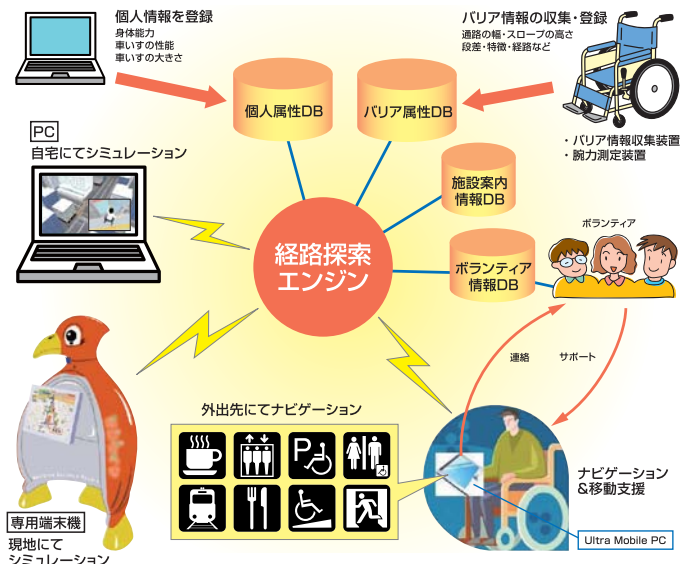 個人情報を登録
身体能力
車いすの性能
車いすの大きさ
バリア情報の収集・登録
通路の幅・スロープの高さ
段差・特徴・経路など
個人属性DB
バリア属性DB
・バリア情報収集装置
・腕力測定装置
PC
自宅にてシミュレーション
施設案内
情報DB
ボランティア
経路探索
エンジン
ボランティア
情報DB
連絡
サポート
外出先にてナビゲーション
P
ナビゲーション
&移動支援
専用端末機
現地にて
シミュレーション
Ultra Mobile PC